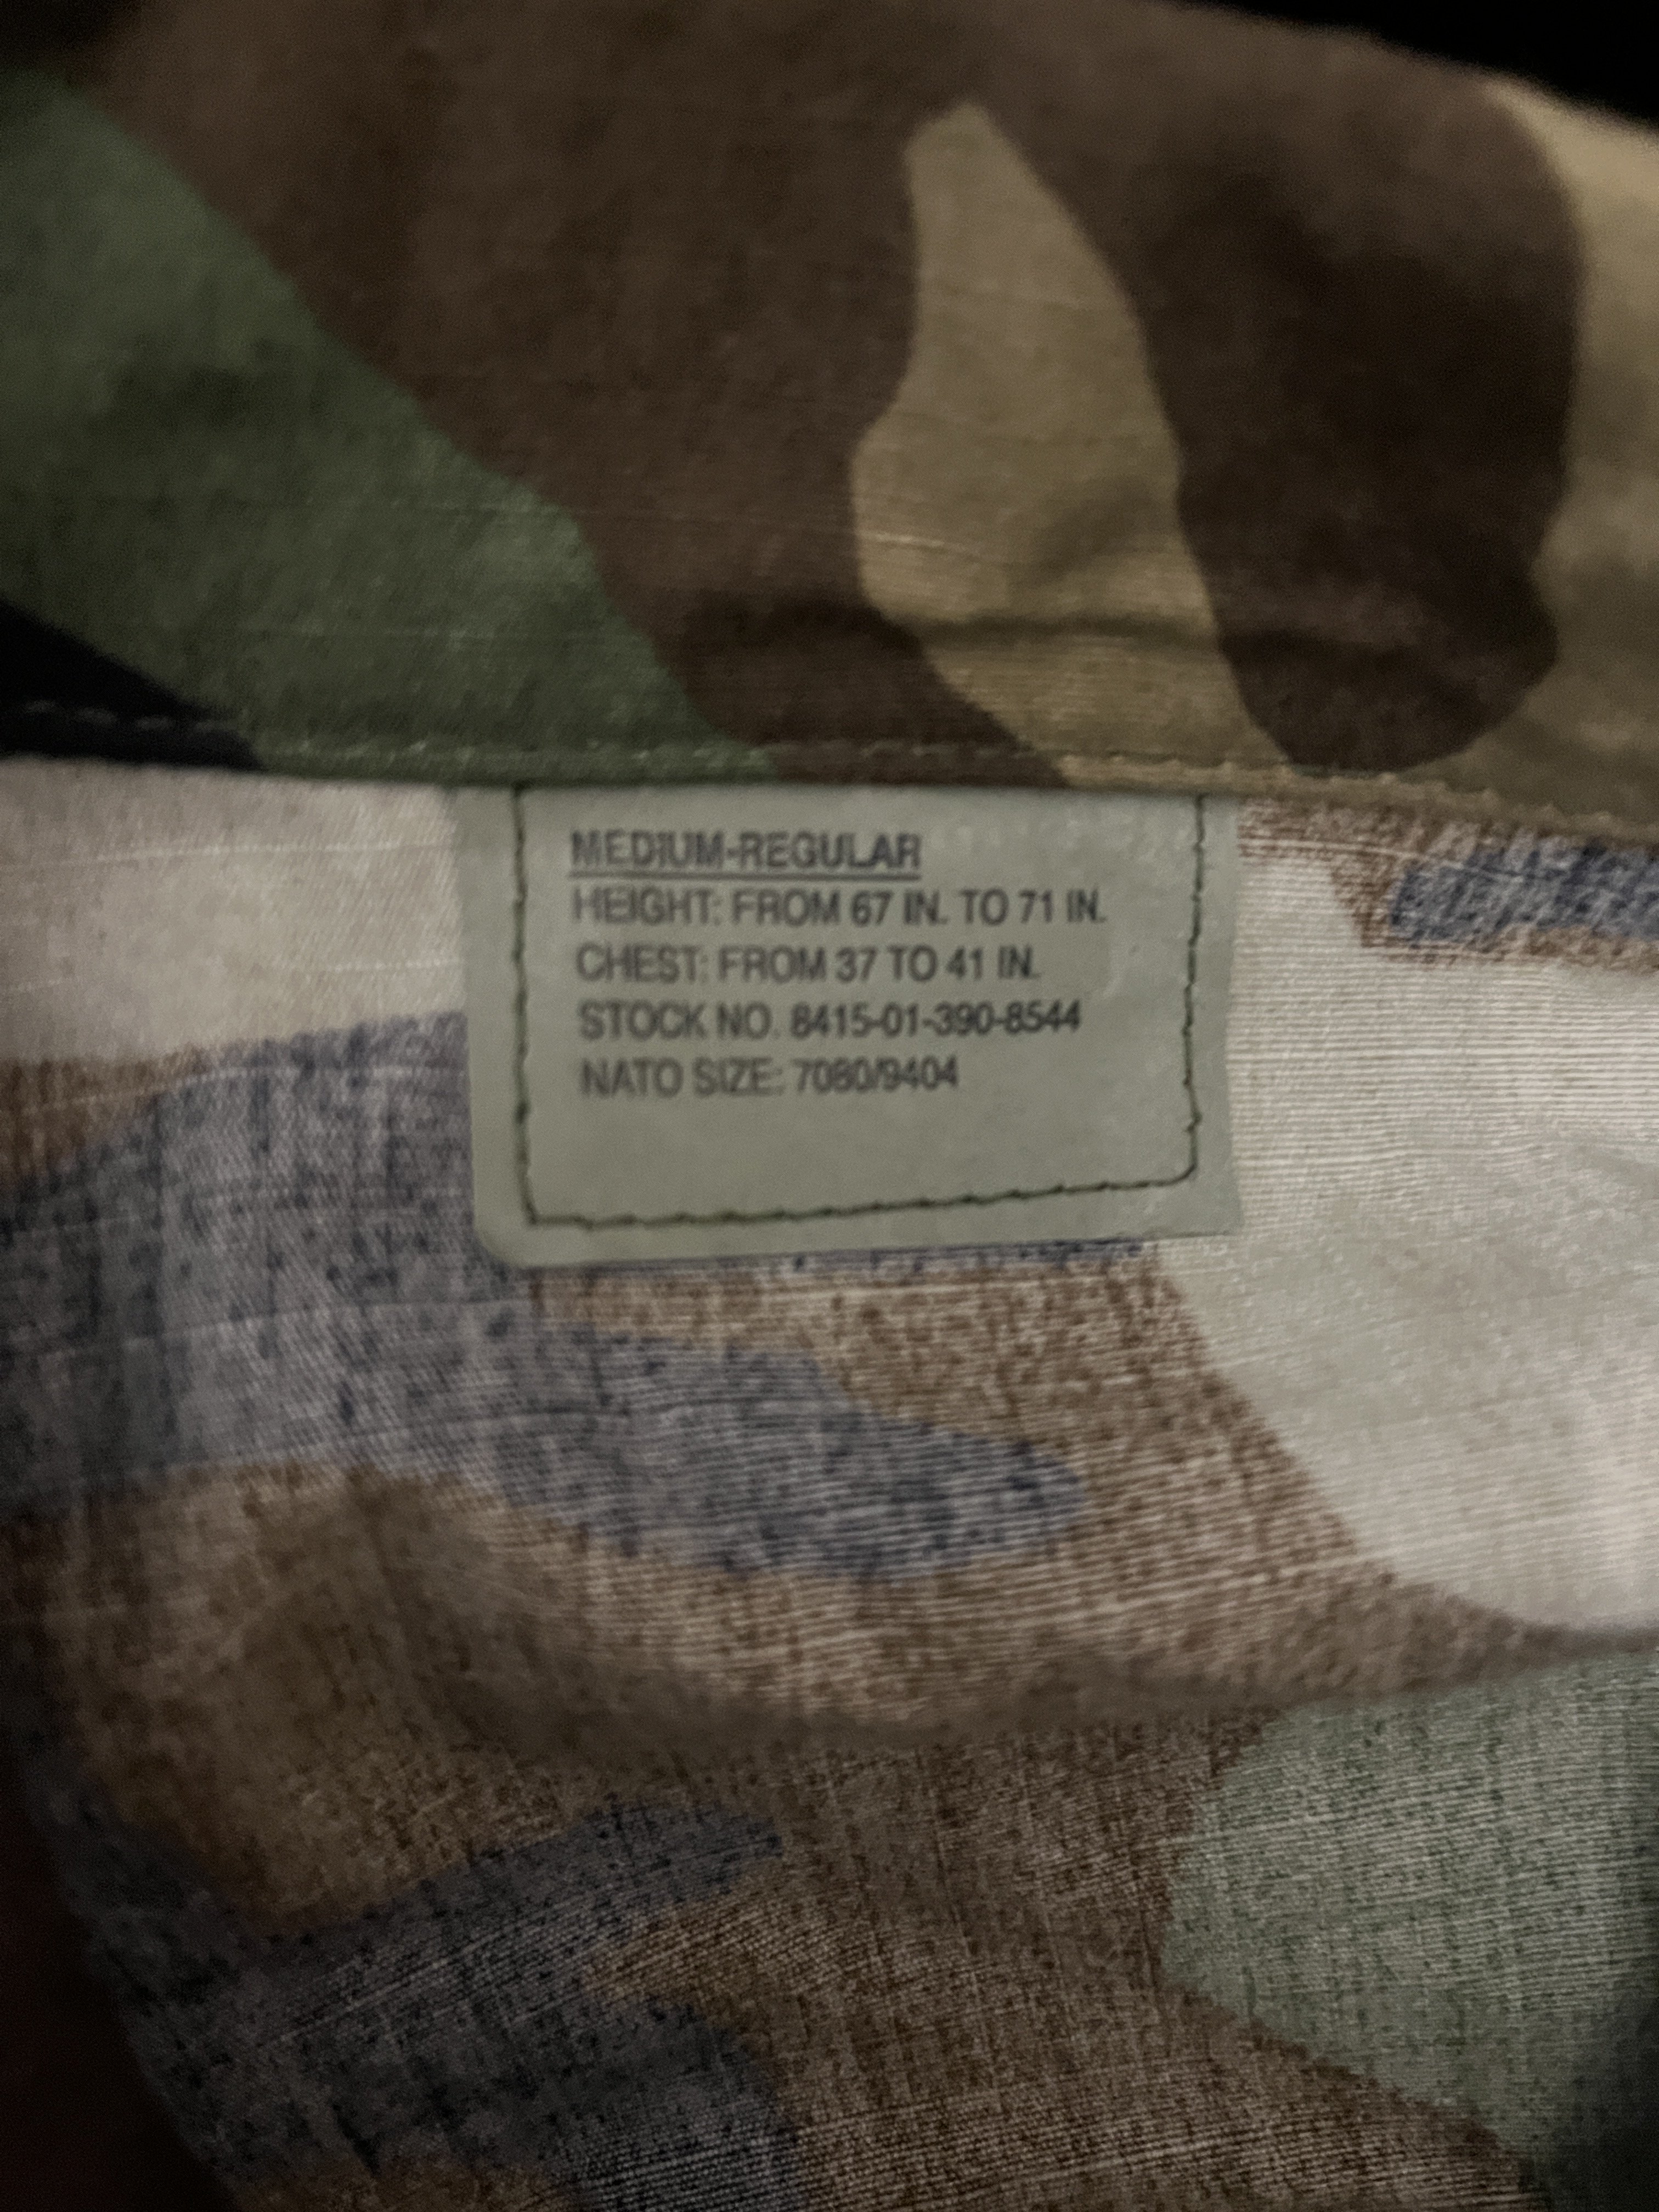 MEDIUM-REGULAR
HEIGHT: FROM 67 IN. TO 71 IN.
CHEST: FROM 37 TO 41 IN.
STOCK NO. 8415-01-390-8544
NATO SIZE: 7080/9404